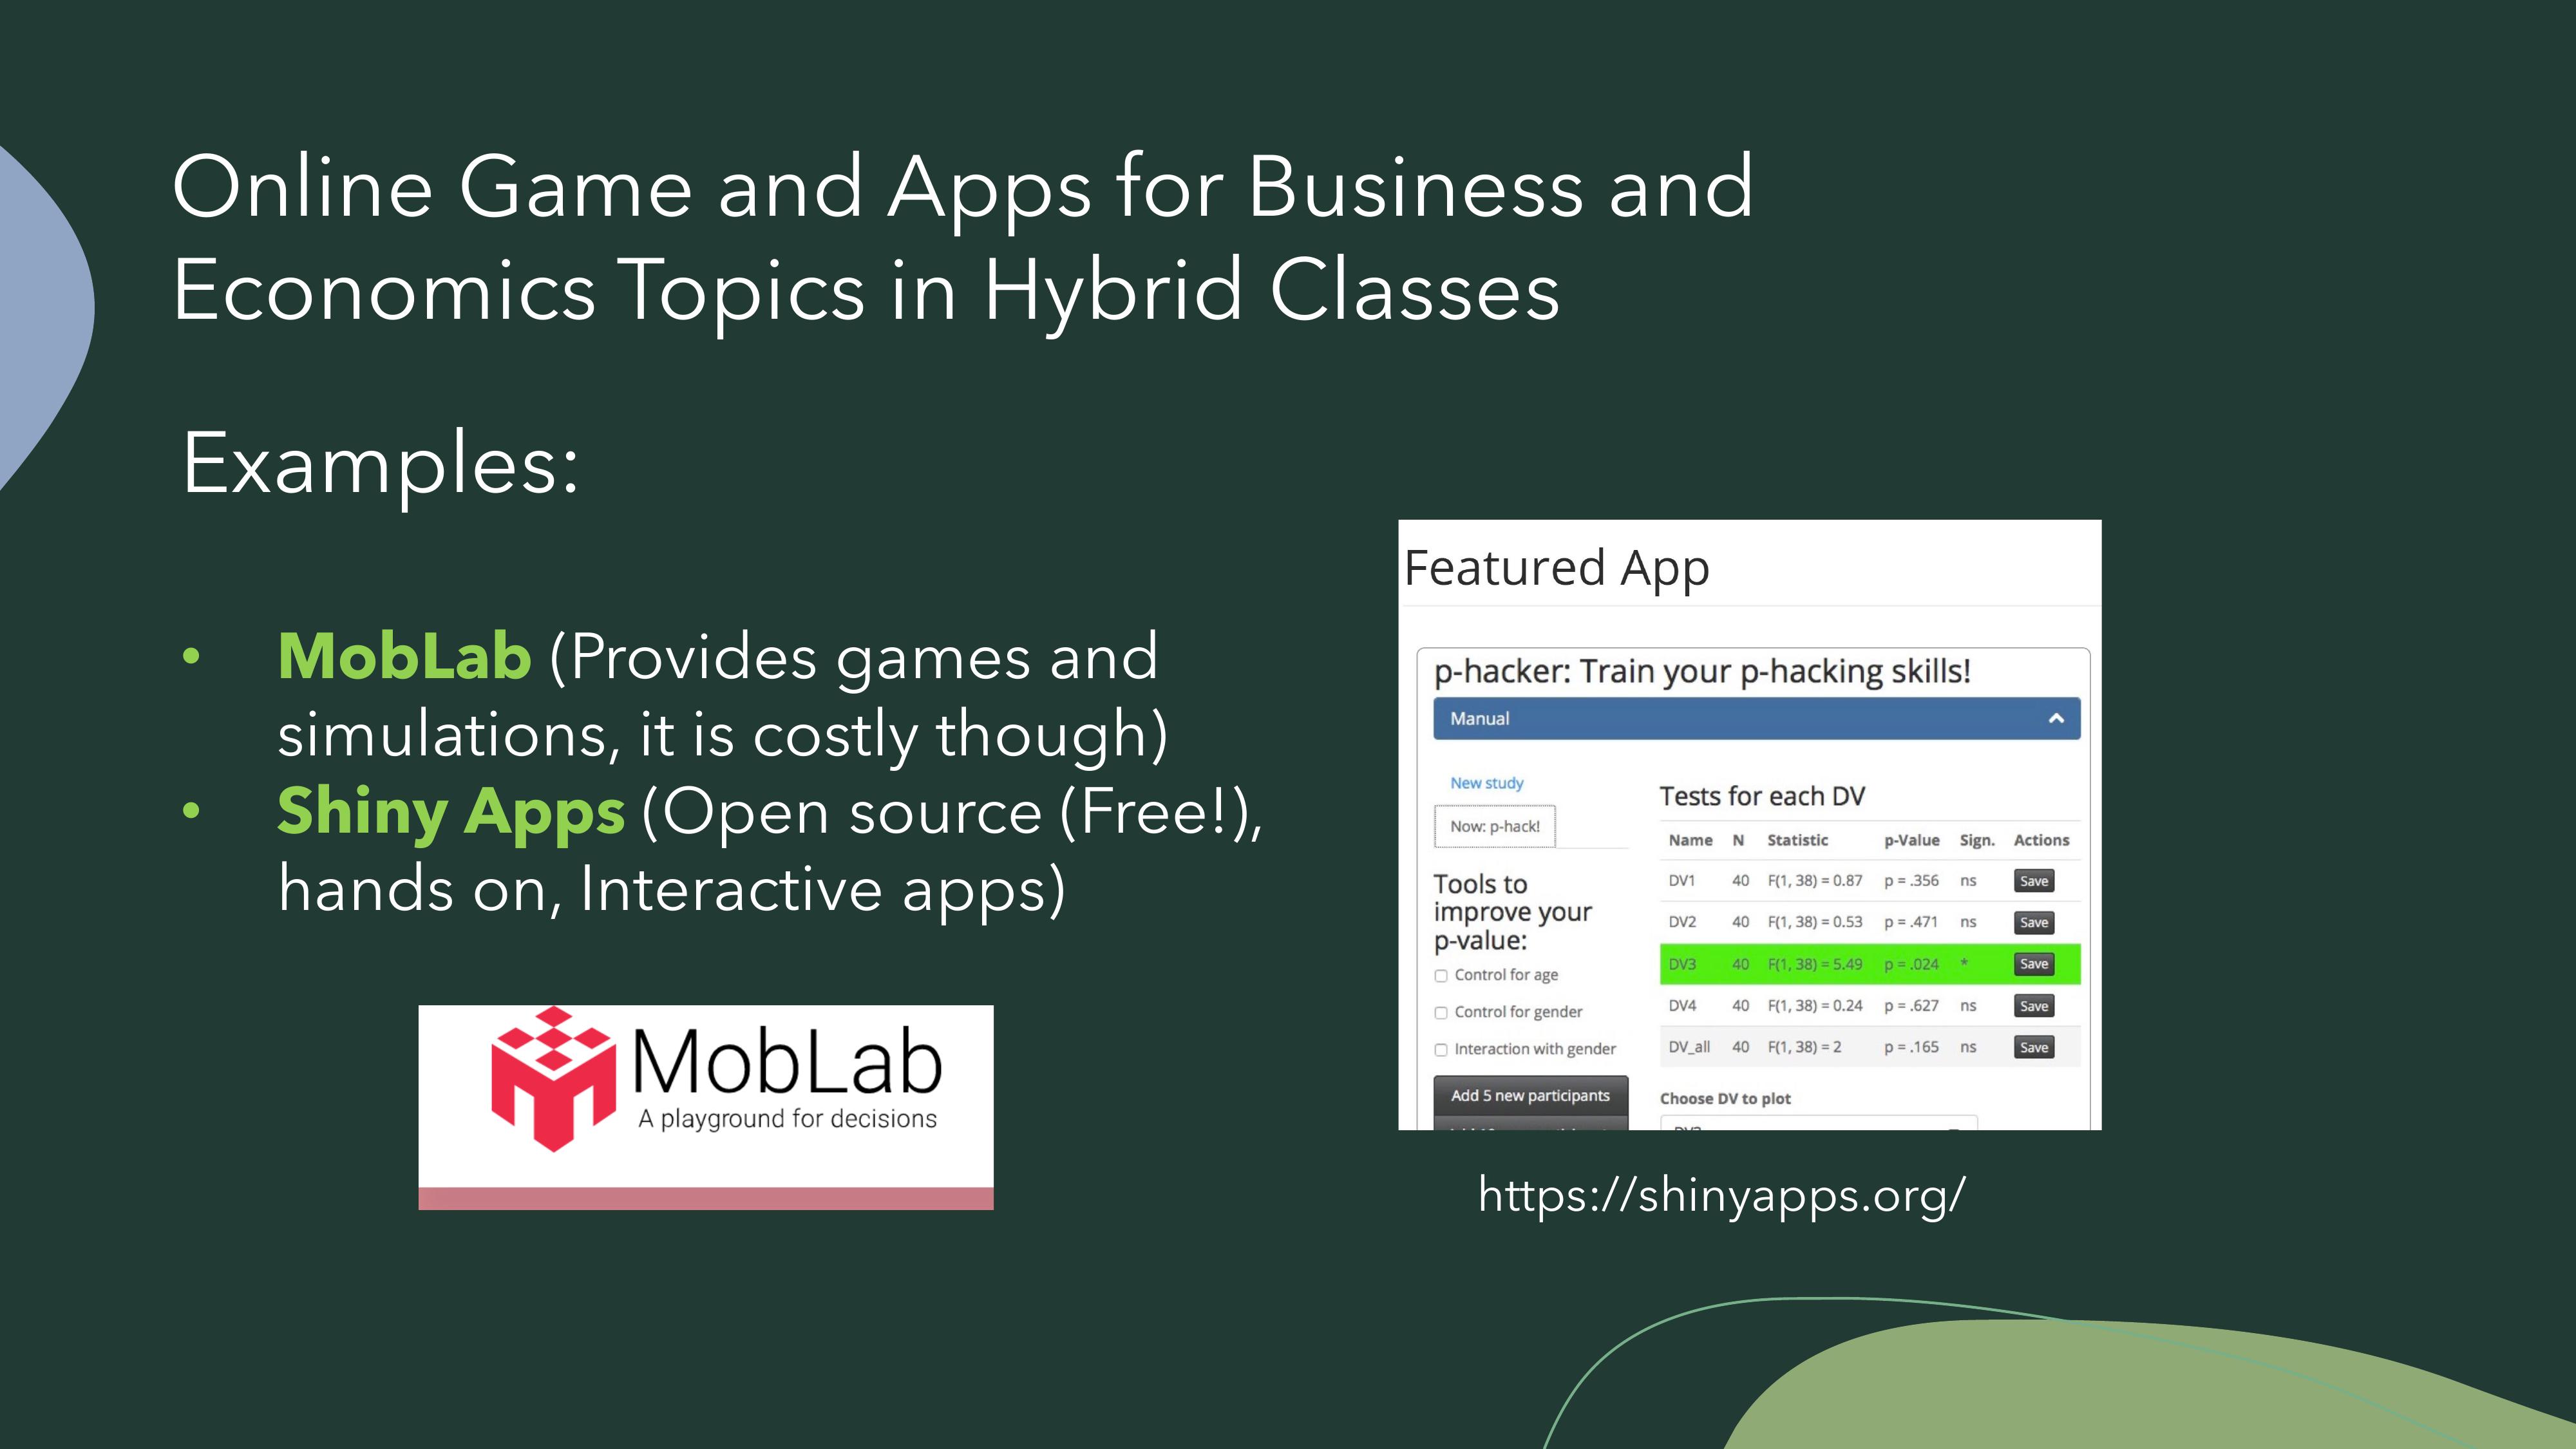 Online Game and Apps for Business and
Economics Topics in Hybrid Classes
Examples:
• MobLab (Provides games and
simulations, it is costly though)
• Shiny Apps (Open source (Free!),
hands on, Interactive apps)
MobLab
A playground for decisions
Featured App
p-hacker: Train your p-hacking skills!
Manual
New study
Now: p-hack!
Tools to
improve your
p-value:
Control for age
Control for gender
Interaction with gender
Add 5 new participants
Tests for each DV
Name N Statistic p-Value Sign. Actions
DV1 40 F(1, 38) = 0.87 p = .356 ns Save
DV2 40 F(1, 38) = 0.53 p = .471 ns Save
DV3 40 F(1, 38) = 5.49 p = .024 * Save
DV4 40 F(1, 38) = 0.24 p = .627 ns Save
DV_all 40 F(1, 38) = 2 p = .165 ns Save
Choose DV to plot
https://shinyapps.org/